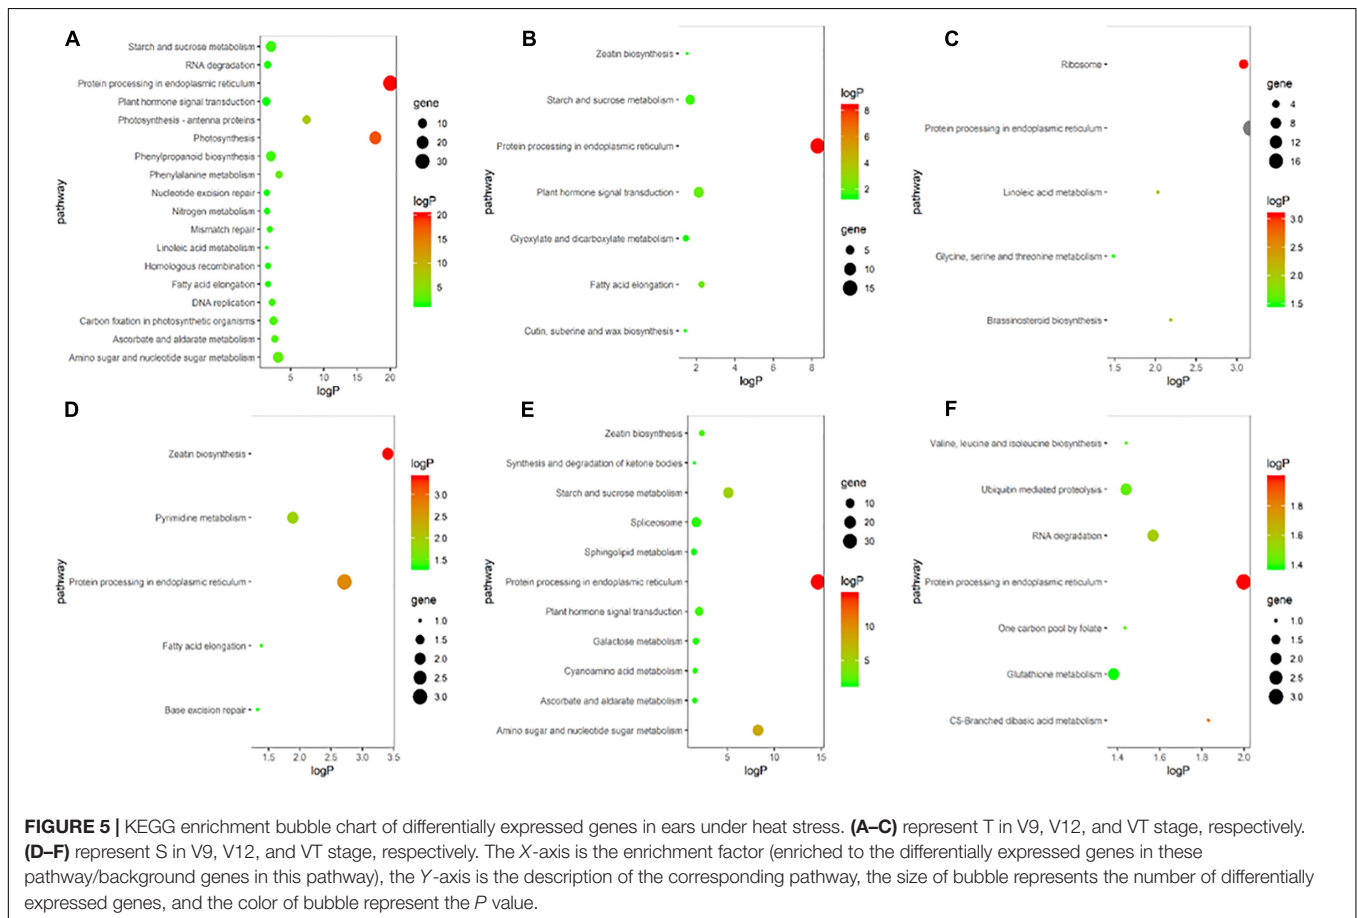 A
Starch and sucrose metabolism
RNA degradation
Protein processing in endoplasmic reticulum
Plant hormone signal transduction
Photosynthesis - antenna proteins
Photosynthesis
Phenylpropanoid biosynthesis
Phenylalanine metabolism
Nucleotide excision repair
Nitrogen metabolism
Mismatch repair
Linoleic acid metabolism
Homologous recombination
Fatty acid elongation
DNA replication
Carbon fixation in photosynthetic organisms
Ascorbate and aldarate metabolism
Amino sugar and nucleotide sugar metabolism
pathway
5 10 15 20
logP
gene
10
20
30
logP
20
15
10
5
B
Zeatin biosynthesis
Starch and sucrose metabolism
Protein processing in endoplasmic reticulum
Plant hormone signal transduction
Glyoxylate and dicarboxylate metabolism
Fatty acid elongation
Cutin, suberine and wax biosynthesis
pathway
2 4 6 8
logP
logP
8
6
4
2
gene
5
10
15
C
Ribosome
Protein processing in endoplasmic reticulum
Linoleic acid metabolism
Glycine, serine and threonine metabolism
Brassinosteroid biosynthesis
pathway
1.5 2.0 2.5 3.0
logP
gene
4
8
12
16
logP
3.0
2.5
2.0
1.5
D
Zeatin biosynthesis
Pyrimidine metabolism
Protein processing in endoplasmic reticulum
Fatty acid elongation
Base excision repair
pathway
1.5 2.0 2.5 3.0 3.5
logP
logP
3.0
2.5
2.0
1.5
gene
1.0
1.5
2.0
2.5
3.0
E
Zeatin biosynthesis
Synthesis and degradation of ketone bodies
Starch and sucrose metabolism
Spliceosome
Sphingolipid metabolism
Protein processing in endoplasmic reticulum
Plant hormone signal transduction
Galactose metabolism
Cyanoamino acid metabolism
Ascorbate and aldarate metabolism
Amino sugar and nucleotide sugar metabolism
pathway
5 10 15
logP
gene
10
20
30
logP
10
5
F
Valine, leucine and isoleucine biosynthesis
Ubiquitin mediated proteolysis
RNA degradation
Protein processing in endoplasmic reticulum
One carbon pool by folate
Glutathione metabolism
C5-Branched dibasic acid metabolism
pathway
1.4 1.6 1.8 2.0
logP
logP
1.8
1.6
1.4
gene
1.0
1.5
2.0
2.5
3.0
FIGURE 5 | KEGG enrichment bubble chart of differentially expressed genes in ears under heat stress. (A–C) represent T in V9, V12, and VT stage, respectively.
(D–F) represent S in V9, V12, and VT stage, respectively. The X-axis is the enrichment factor (enriched to the differentially expressed genes in these
pathway/background genes in this pathway), the Y-axis is the description of the corresponding pathway, the size of bubble represents the number of differentially
expressed genes, and the color of bubble represent the P value.